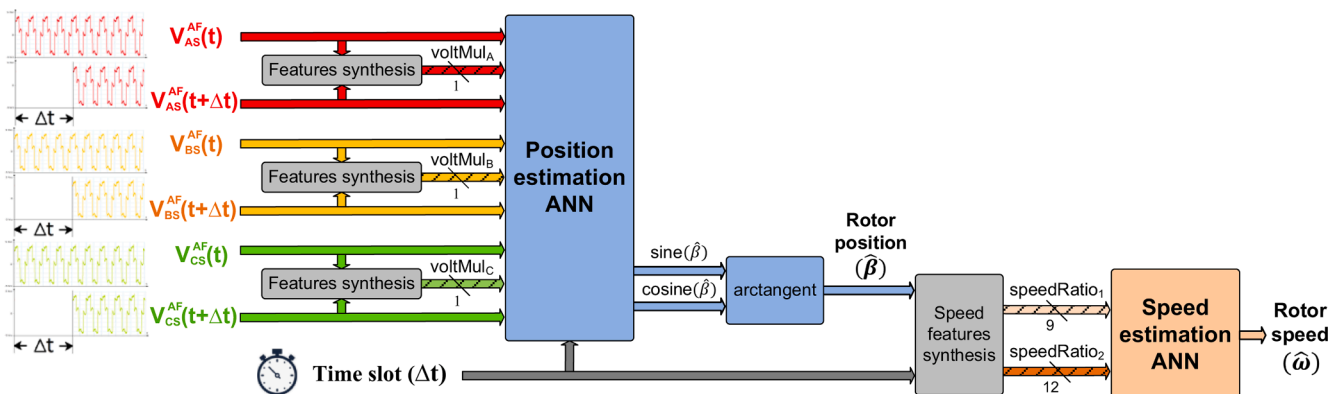 V_AS^AF(t)
voltMul_A
Features synthesis
1
V_AS^AF(t+Δt)
Δt
V_BS^AF(t)
voltMul_B
Features synthesis
1
V_BS^AF(t+Δt)
Δt
V_CS^AF(t)
voltMul_C
Features synthesis
1
V_CS^AF(t+Δt)
Δt
Position
estimation
ANN
sine(β̂)
cosine(β̂)
arctangent
Rotor
position
(β̂)
Time slot (Δt)
Speed
features
synthesis
speedRatio₁
9
speedRatio₂
12
Speed
estimation
ANN
Rotor
speed
(ω̂)